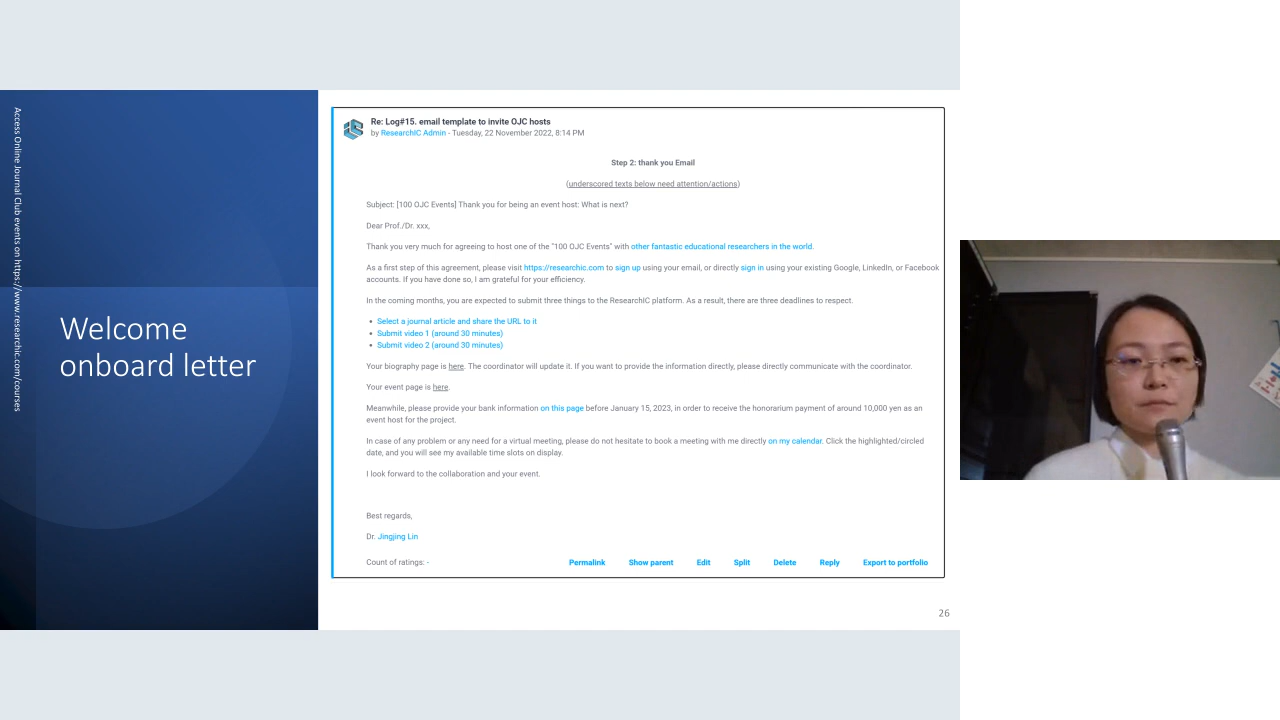 Access Online Journal Club events on https://www.researchic.com/courses
Welcome
onboard letter
Re: Log#15. email template to invite OJC hosts
by ResearchIC Admin - Tuesday, 22 November 2022, 8:14 PM
Step 2: thank you Email
(underscored texts below need attention/actions)
Subject: [100 OJC Events] Thank you for being an event host: What is next?
Dear Prof./Dr. xxx,
Thank you very much for agreeing to host one of the "100 OJC Events" with other fantastic educational researchers in the world.
As a first step of this agreement, please visit https://researchic.com to sign up using your email, or directly sign in using your existing Google, LinkedIn, or Facebook
accounts. If you have done so, I am grateful for your efficiency.
In the coming months, you are expected to submit three things to the ResearchIC platform. As a result, there are three deadlines to respect.
• Select a journal article and share the URL to it
• Submit video 1 (around 30 minutes)
• Submit video 2 (around 30 minutes)
Your biography page is here. The coordinator will update it. If you want to provide the information directly, please directly communicate with the coordinator.
Your event page is here.
Meanwhile, please provide your bank information on this page before January 15, 2023, in order to receive the honorarium payment of around 10,000 yen as an
event host for the project.
In case of any problem or any need for a virtual meeting, please do not hesitate to book a meeting with me directly on my calendar. Click the highlighted/circled
date, and you will see my available time slots on display.
I look forward to the collaboration and your event.
Best regards,
Dr. Jingjing Lin
Count of ratings: -
Permalink Show parent Edit Split Delete Reply Export to portfolio
26